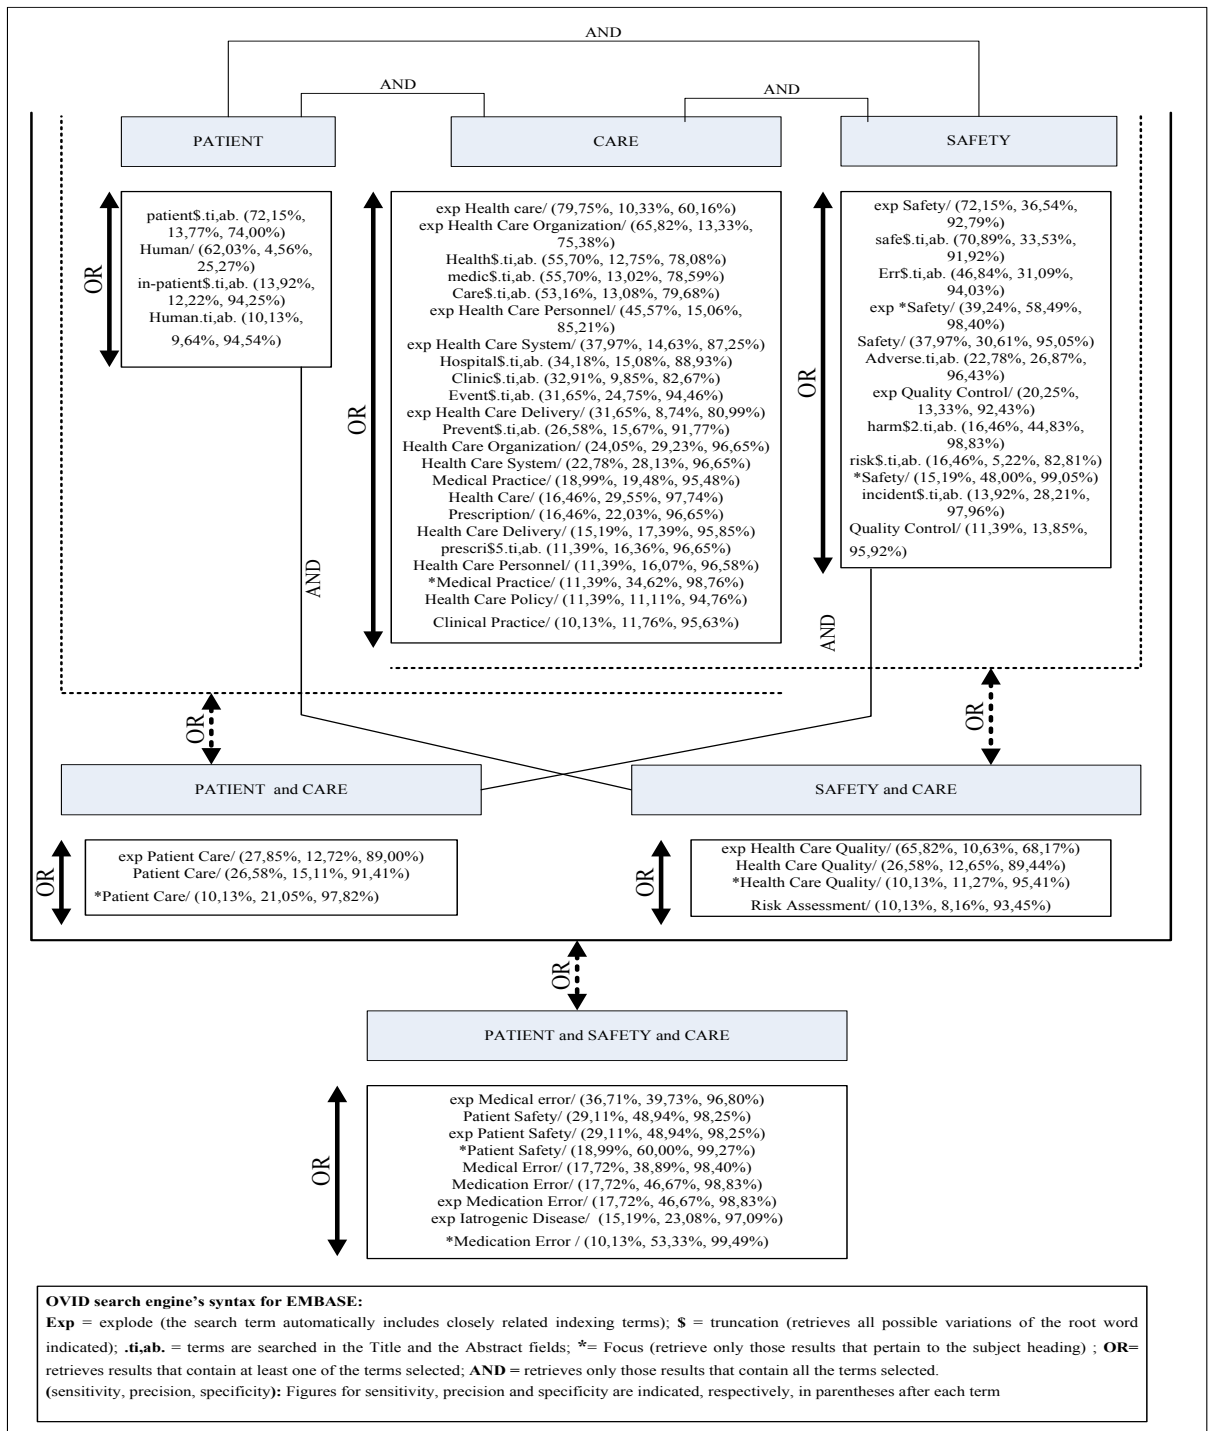 AND
AND
AND
PATIENT
CARE
SAFETY
OR
patient$.ti,ab. (72,15%,
13,77%, 74,00%)
Human/ (62,03%, 4,56%,
25,27%)
in-patient$.ti,ab. (13,92%,
12,22%, 94,25%)
Human.ti,ab. (10,13%,
9,64%, 94,54%)
OR
exp Health care/ (79,75%, 10,33%, 60,16%)
exp Health Care Organization/ (65,82%, 13,33%,
75,38%)
Health$.ti,ab. (55,70%, 12,75%, 78,08%)
medic$.ti,ab. (55,70%, 13,02%, 78,59%)
Care$.ti,ab. (53,16%, 13,08%, 79,68%)
exp Health Care Personnel/ (45,57%, 15,06%,
85,21%)
exp Health Care System/ (37,97%, 14,63%, 87,25%)
Hospital$.ti,ab. (34,18%, 15,08%, 88,93%)
Clinic$.ti,ab. (32,91%, 9,85%, 82,67%)
Event$.ti,ab. (31,65%, 24,75%, 94,46%)
exp Health Care Delivery/ (31,65%, 8,74%, 80,99%)
Prevent$.ti,ab. (26,58%, 15,67%, 91,77%)
Health Care Organization/ (24,05%, 29,23%, 96,65%)
Health Care System/ (22,78%, 28,13%, 96,65%)
Medical Practice/ (18,99%, 19,48%, 95,48%)
Health Care/ (16,46%, 29,55%, 97,74%)
Prescription/ (16,46%, 22,03%, 96,65%)
Health Care Delivery/ (15,19%, 17,39%, 95,85%)
prescri$5.ti,ab. (11,39%, 16,36%, 96,65%)
Health Care Personnel/ (11,39%, 16,07%, 96,58%)
*Medical Practice/ (11,39%, 34,62%, 98,76%)
Health Care Policy/ (11,39%, 11,11%, 94,76%)
Clinical Practice/ (10,13%, 11,76%, 95,63%)
OR
exp Safety/ (72,15%, 36,54%,
92,79%)
safe$.ti,ab. (70,89%, 33,53%,
91,92%)
Err$.ti,ab. (46,84%, 31,09%,
94,03%)
exp *Safety/ (39,24%, 58,49%,
98,40%)
Safety/ (37,97%, 30,61%, 95,05%)
Adverse.ti,ab. (22,78%, 26,87%,
96,43%)
exp Quality Control/ (20,25%,
13,33%, 92,43%)
harm$2.ti,ab. (16,46%, 44,83%,
98,83%)
risk$.ti,ab. (16,46%, 5,22%, 82,81%)
*Safety/ (15,19%, 48,00%, 99,05%)
incident$.ti,ab. (13,92%, 28,21%,
97,96%)
Quality Control/ (11,39%, 13,85%,
95,92%)
AND
AND
OR
OR
PATIENT and CARE
SAFETY and CARE
OR
exp Patient Care/ (27,85%, 12,72%, 89,00%)
Patient Care/ (26,58%, 15,11%, 91,41%)
*Patient Care/ (10,13%, 21,05%, 97,82%)
OR
exp Health Care Quality/ (65,82%, 10,63%, 68,17%)
Health Care Quality/ (26,58%, 12,65%, 89,44%)
*Health Care Quality/ (10,13%, 11,27%, 95,41%)
Risk Assessment/ (10,13%, 8,16%, 93,45%)
OR
PATIENT and SAFETY and CARE
OR
exp Medical error/ (36,71%, 39,73%, 96,80%)
Patient Safety/ (29,11%, 48,94%, 98,25%)
exp Patient Safety/ (29,11%, 48,94%, 98,25%)
*Patient Safety/ (18,99%, 60,00%, 99,27%)
Medical Error/ (17,72%, 38,89%, 98,40%)
Medication Error/ (17,72%, 46,67%, 98,83%)
exp Medication Error/ (17,72%, 46,67%, 98,83%)
exp Iatrogenic Disease/ (15,19%, 23,08%, 97,09%)
*Medication Error / (10,13%, 53,33%, 99,49%)
OVID search engine's syntax for EMBASE:
Exp = explode (the search term automatically includes closely related indexing terms); $ = truncation (retrieves all possible variations of the root word
indicated); .ti,ab. = terms are searched in the Title and the Abstract fields; *= Focus (retrieve only those results that pertain to the subject heading) ; OR=
retrieves results that contain at least one of the terms selected; AND = retrieves only those results that contain all the terms selected.
(sensitivity, precision, specificity): Figures for sensitivity, precision and specificity are indicated, respectively, in parentheses after each term